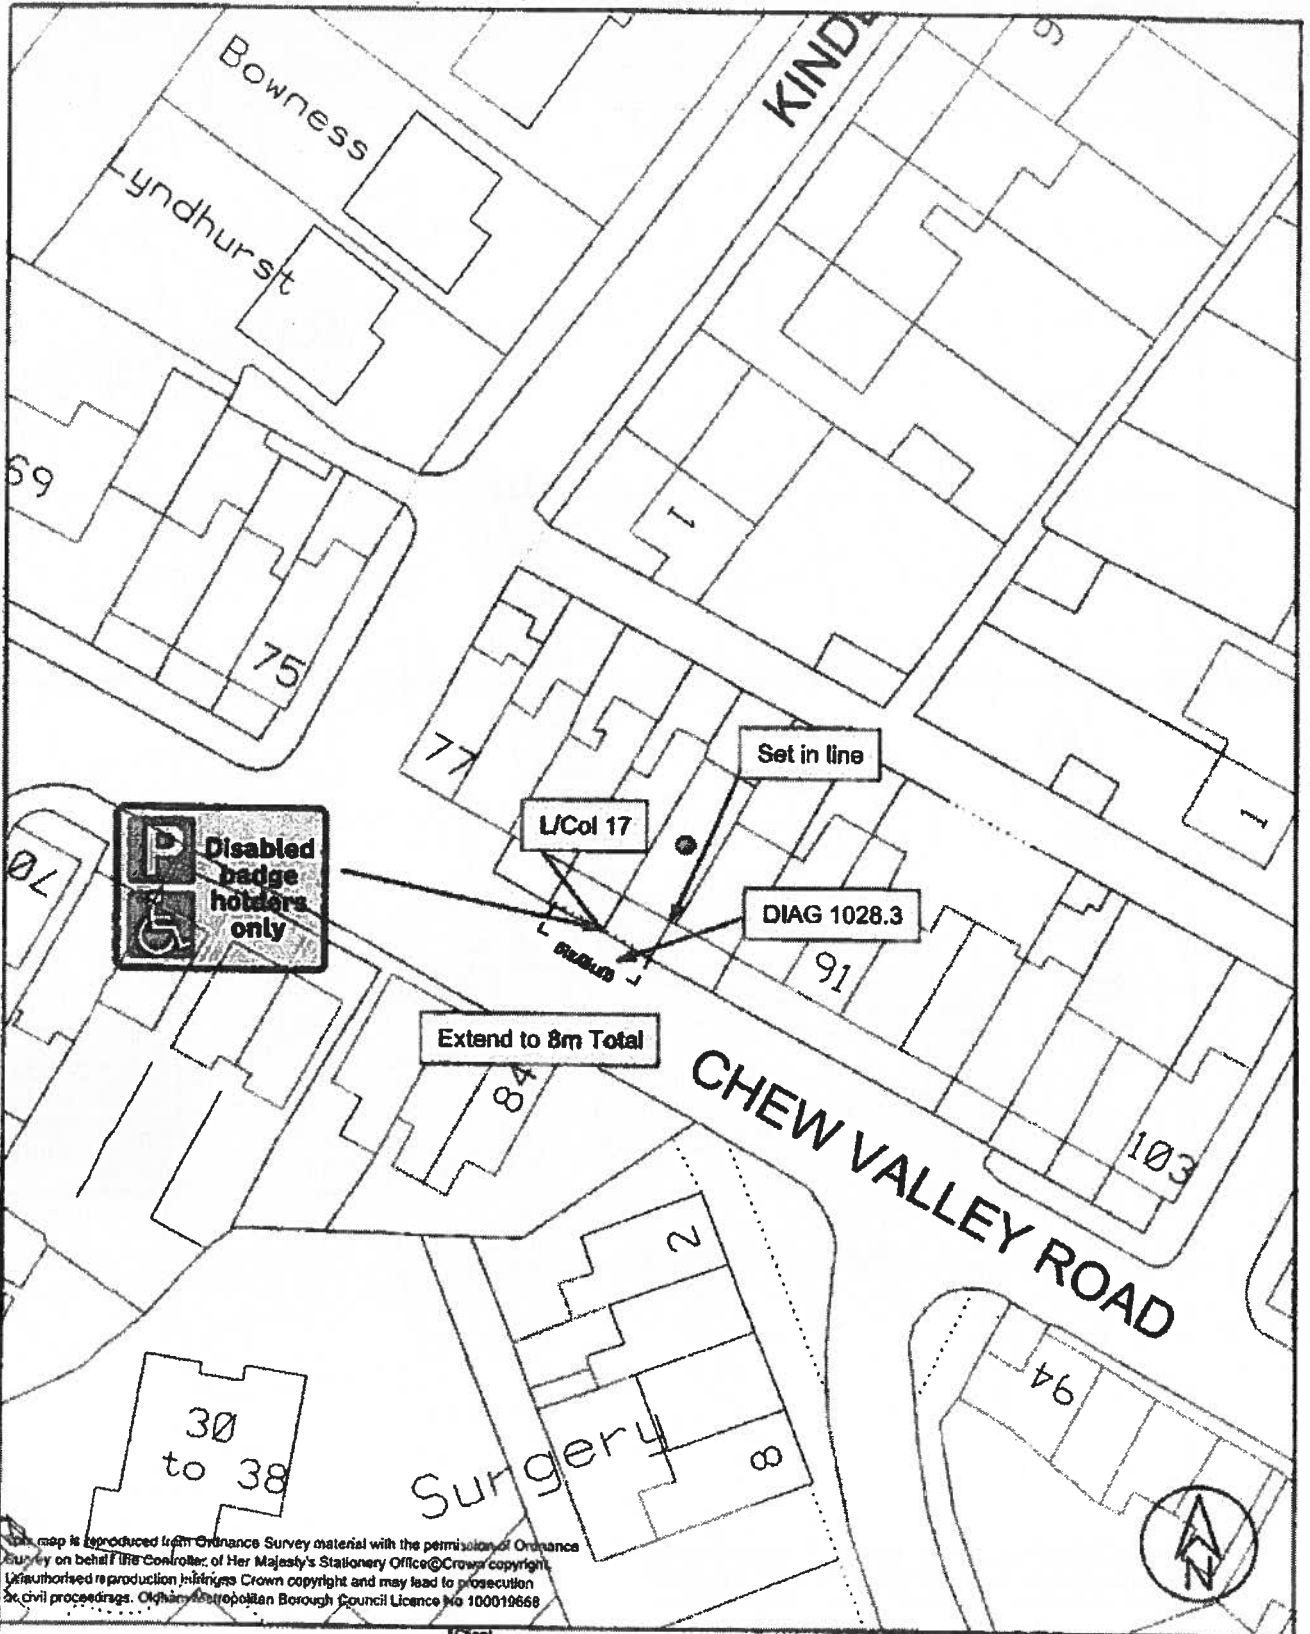 KINDE
6
Bowness
Lyndhurst
69
1
75
77
Set in line
L/Col 17
1
Disabled
badge
holders
only
P
70
DIAG 1028.3
91
Extend to 8m Total
84
CHEW VALLEY ROAD
103
2
94
30
to 38
Surgery
8
N
This map is reproduced from Ordnance Survey material with the permission of Ordnance
Survey on behalf the Controller of Her Majesty's Stationery Office©Crown copyright.
Unauthorised reproduction infringes Crown copyright and may lead to prosecution
or civil proceedings. Oldham Metropolitan Borough Council Licence No 100019668